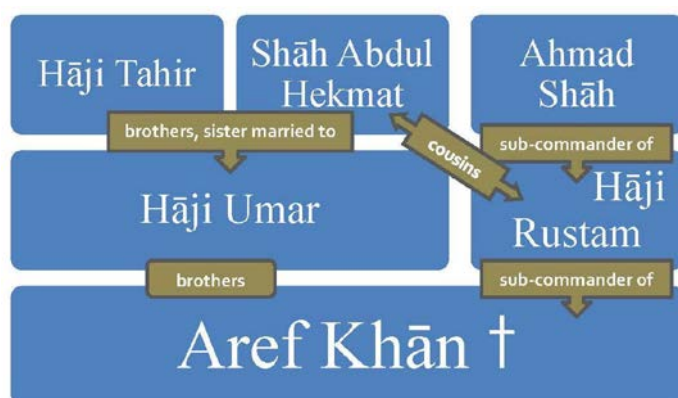 Hāji Tahir
Shāh Abdul
Hekmat
Ahmad
Shāh
brothers, sister married to
cousins
sub-commander of
Hāji Umar
Hāji
Rustam
brothers
sub-commander of
Aref Khān †